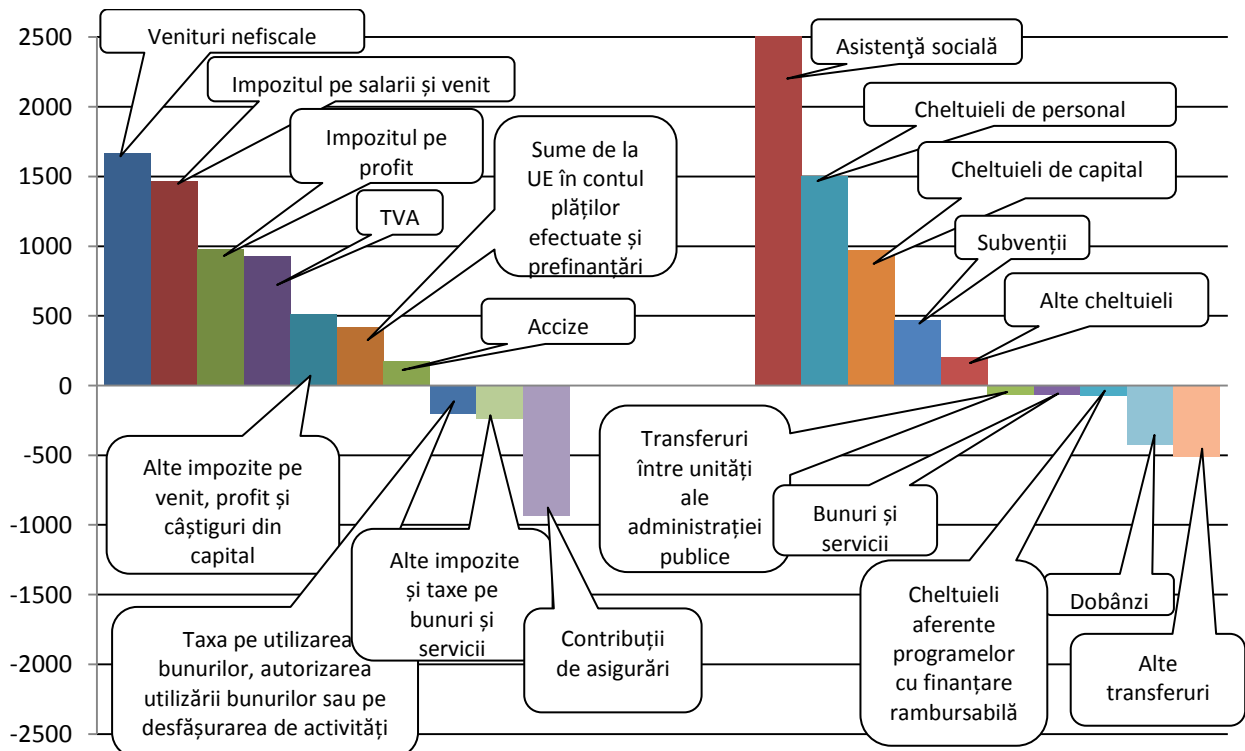 2500
2000
1500
1000
500
0
-500
-1000
-1500
-2000
-2500
Venituri nefiscale
Impozitul pe salarii și venit
Impozitul pe
profit
TVA
Sume de la
UE în contul
plăților
efectuate și
prefinanțări
Accize
Alte impozite pe
venit, profit și
câștiguri din
capital
Taxa pe utilizarea
bunurilor, autorizarea
utilizării bunurilor sau pe
desfășurarea de activități
Alte impozite
și taxe pe
bunuri și
servicii
Contribuții
de asigurări
Asistenţă socială
Cheltuieli de personal
Cheltuieli de capital
Subvenții
Alte cheltuieli
Transferuri
între unități
ale
administrației
publice
Bunuri și
servicii
Cheltuieli
aferente
programelor
cu finanțare
rambursabilă
Dobânzi
Alte
transferuri